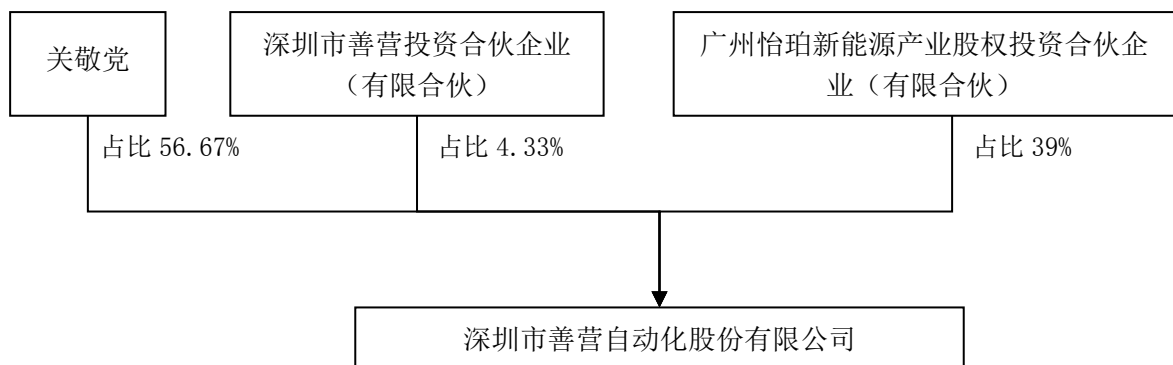 关敬党
深圳市善营投资合伙企业
（有限合伙）
广州怡珀新能源产业股权投资合伙企
业（有限合伙）
占比 56.67%
占比 4.33%
占比 39%
深圳市善营自动化股份有限公司